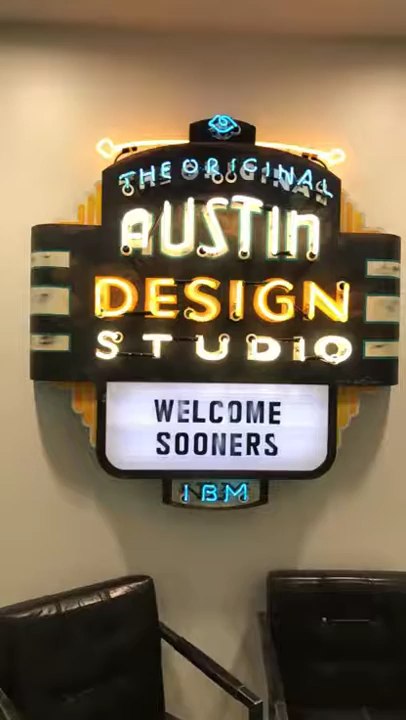 THE ORIGINAL
AUSTIN
DESIGN
STUDIO
WELCOME
SOONERS
IBM